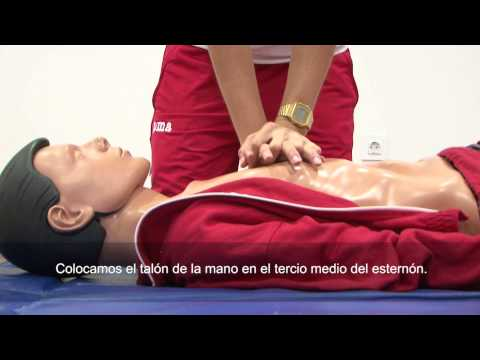 Colocamos el talón de la mano en el tercio medio del esternón.